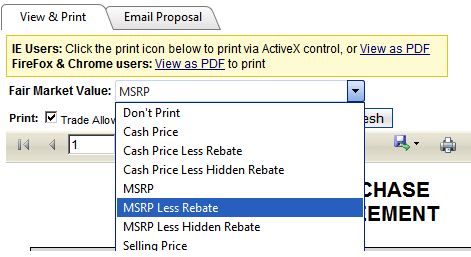 View & Print
Email Proposal
IE Users: Click the print icon below to print via ActiveX control, or View as PDF
FireFox & Chrome users: View as PDF to print
Fair Market Value: MSRP
Don't Print
Print: Trade Allow
Cash Price
Cash Price Less Rebate
Cash Price Less Hidden Rebate
1
MSRP
MSRP Less Rebate
MSRP Less Hidden Rebate
Selling Price